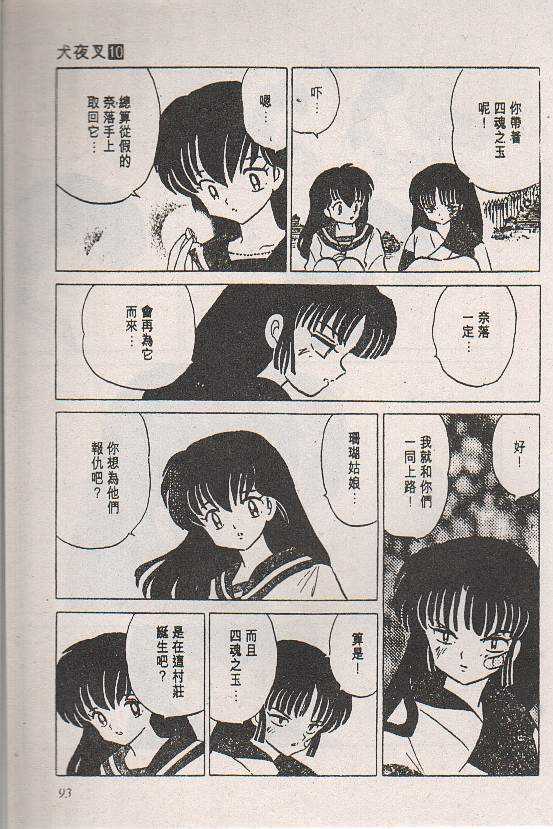 犬夜叉10
你帶着
四魂之玉
呢！
吓…
嗯…
總算從假的
奈落手上
取回它…
奈落
一定…
會再為它
而來…
好！
我就和你們
一同上路！
珊瑚姑娘…
你想為他們
報仇吧？
算是！
而且
四魂之玉…
是在這村莊
誕生吧？
93